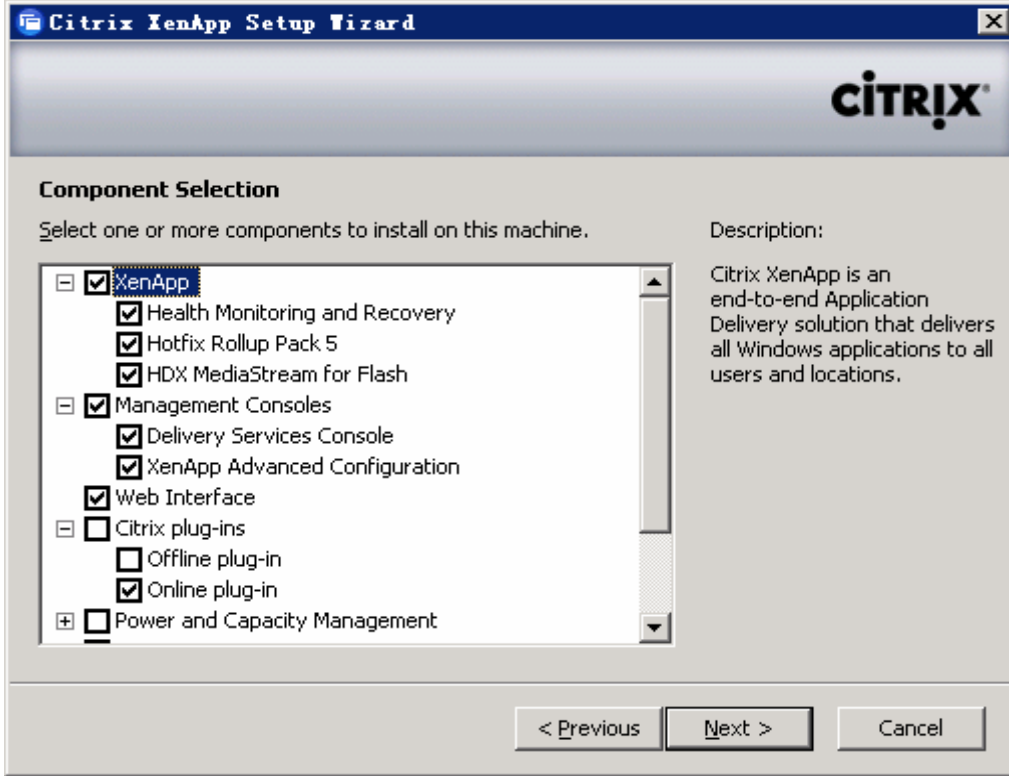 Citrix XenApp Setup Wizard
CITRIX
Component Selection
Select one or more components to install on this machine.
Description:
Citrix XenApp is an
end-to-end Application
Delivery solution that delivers
all Windows applications to all
users and locations.
XenApp
Health Monitoring and Recovery
Hotfix Rollup Pack 5
HDX MediaStream for Flash
Management Consoles
Delivery Services Console
XenApp Advanced Configuration
Web Interface
Citrix plug-ins
Offline plug-in
Online plug-in
Power and Capacity Management
< Previous
Next >
Cancel